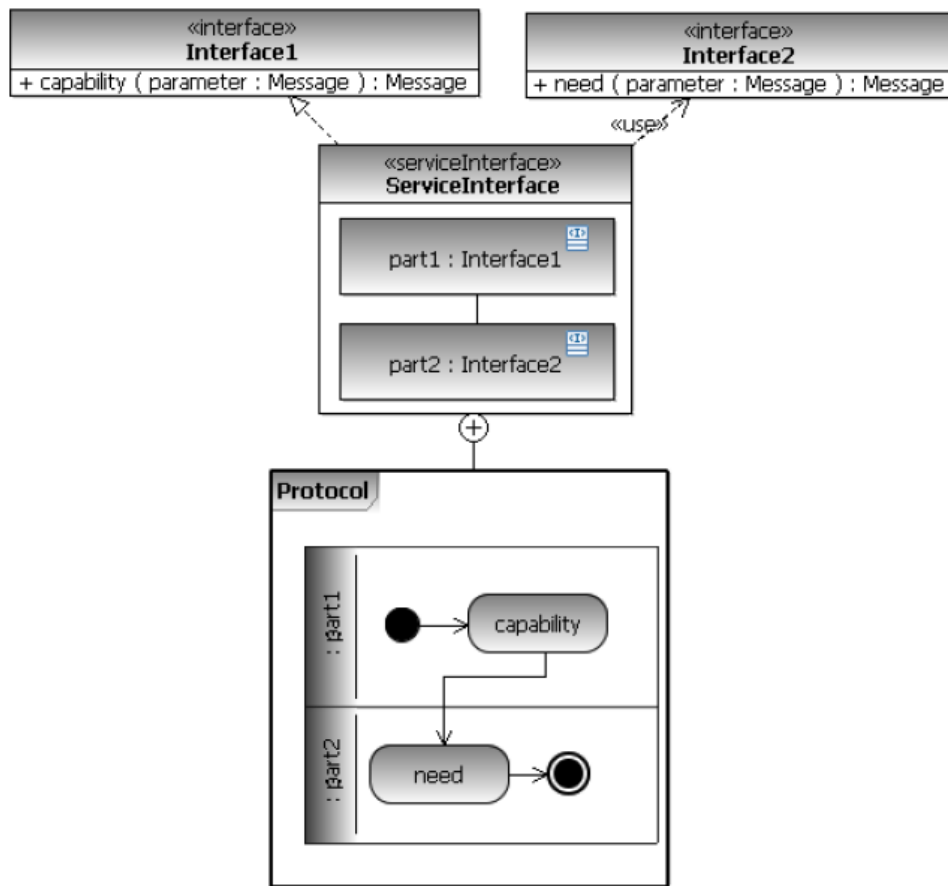 «interface»
Interface1
+ capability ( parameter : Message ) : Message
«interface»
Interface2
+ need ( parameter : Message ) : Message
«use»
«serviceInterface»
ServiceInterface
<I>
part1 : Interface1
<I>
part2 : Interface2
Protocol
: part1
capability
: part2
need